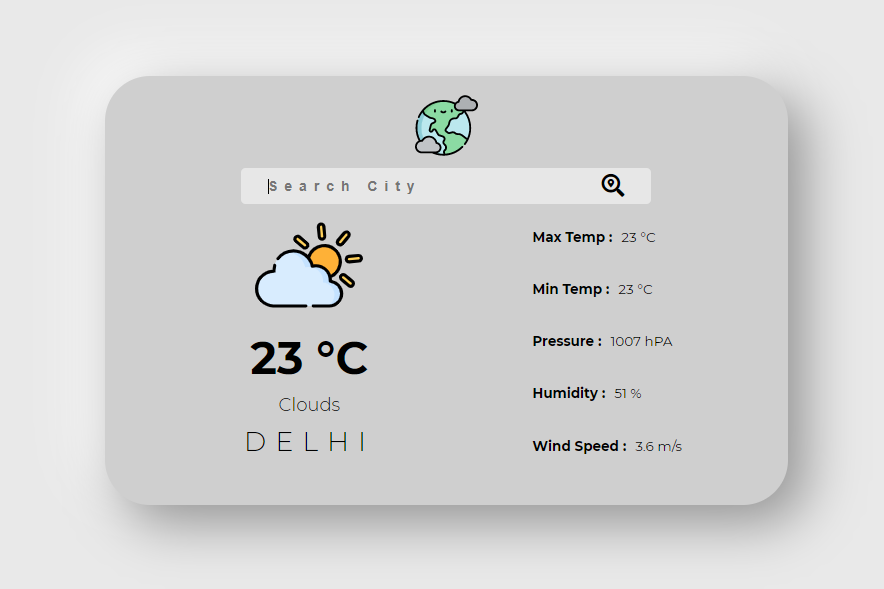 Search City
23 °C
Clouds
DELHI
Max Temp : 23 °C
Min Temp : 23 °C
Pressure : 1007 hPA
Humidity : 51 %
Wind Speed : 3.6 m/s